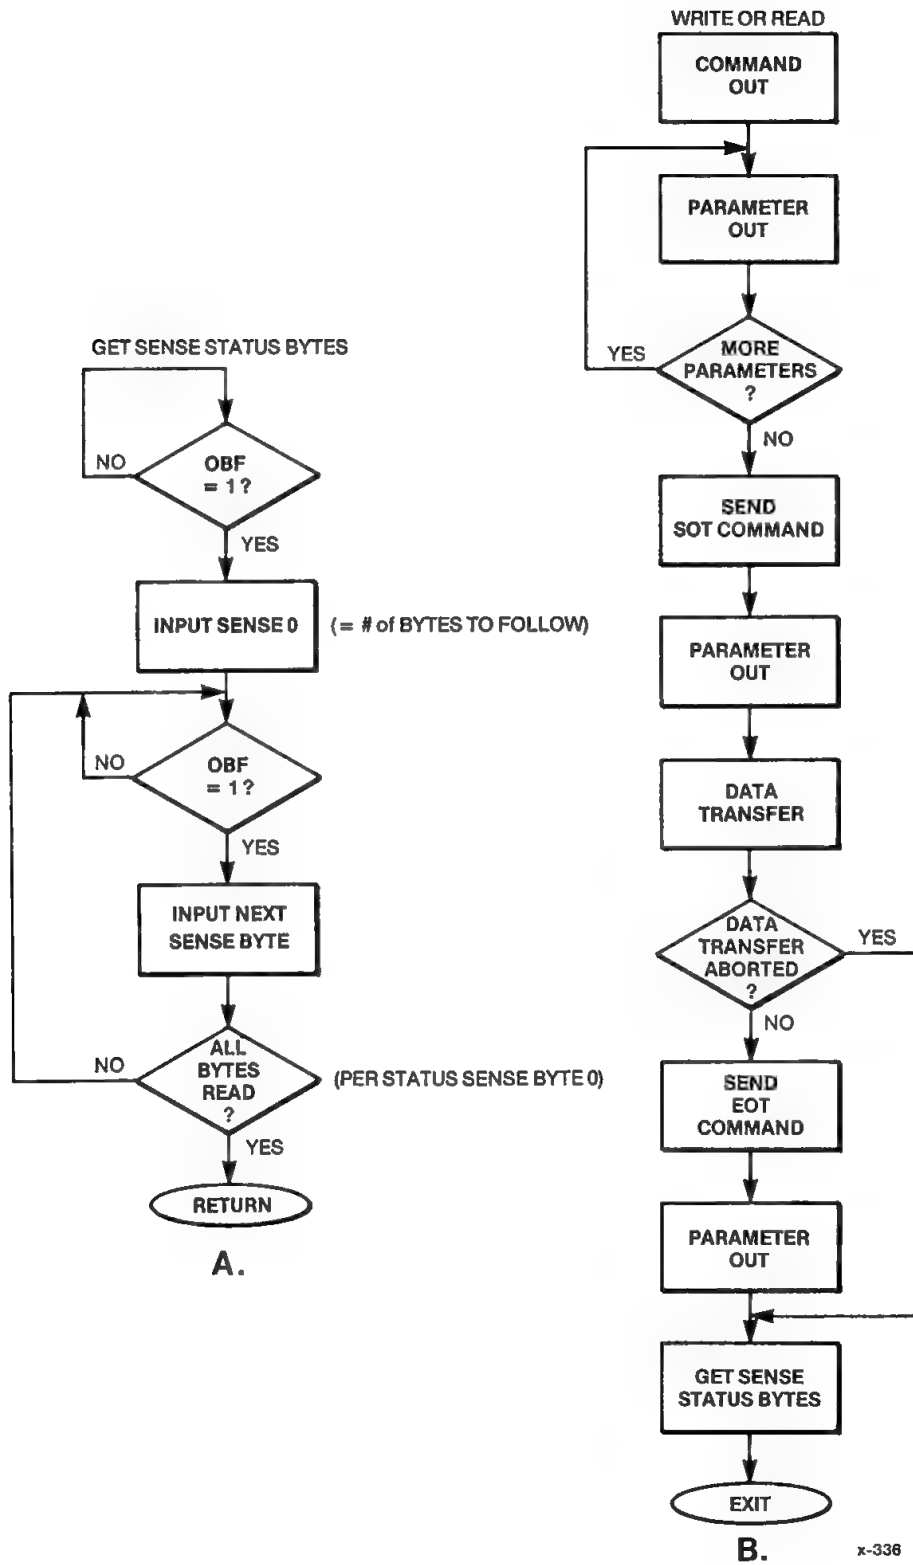 GET SENSE STATUS BYTES
NO
OBF
= 1?
YES
INPUT SENSE 0
(= # of BYTES TO FOLLOW)
NO
OBF
= 1?
YES
INPUT NEXT
SENSE BYTE
NO
ALL
BYTES
READ
?
(PER STATUS SENSE BYTE 0)
YES
RETURN
A.
WRITE OR READ
COMMAND
OUT
PARAMETER
OUT
YES
MORE
PARAMETERS
?
NO
SEND
SOT COMMAND
PARAMETER
OUT
DATA
TRANSFER
DATA
TRANSFER
ABORTED
?
YES
NO
SEND
EOT
COMMAND
PARAMETER
OUT
GET SENSE
STATUS BYTES
EXIT
B.
x-336